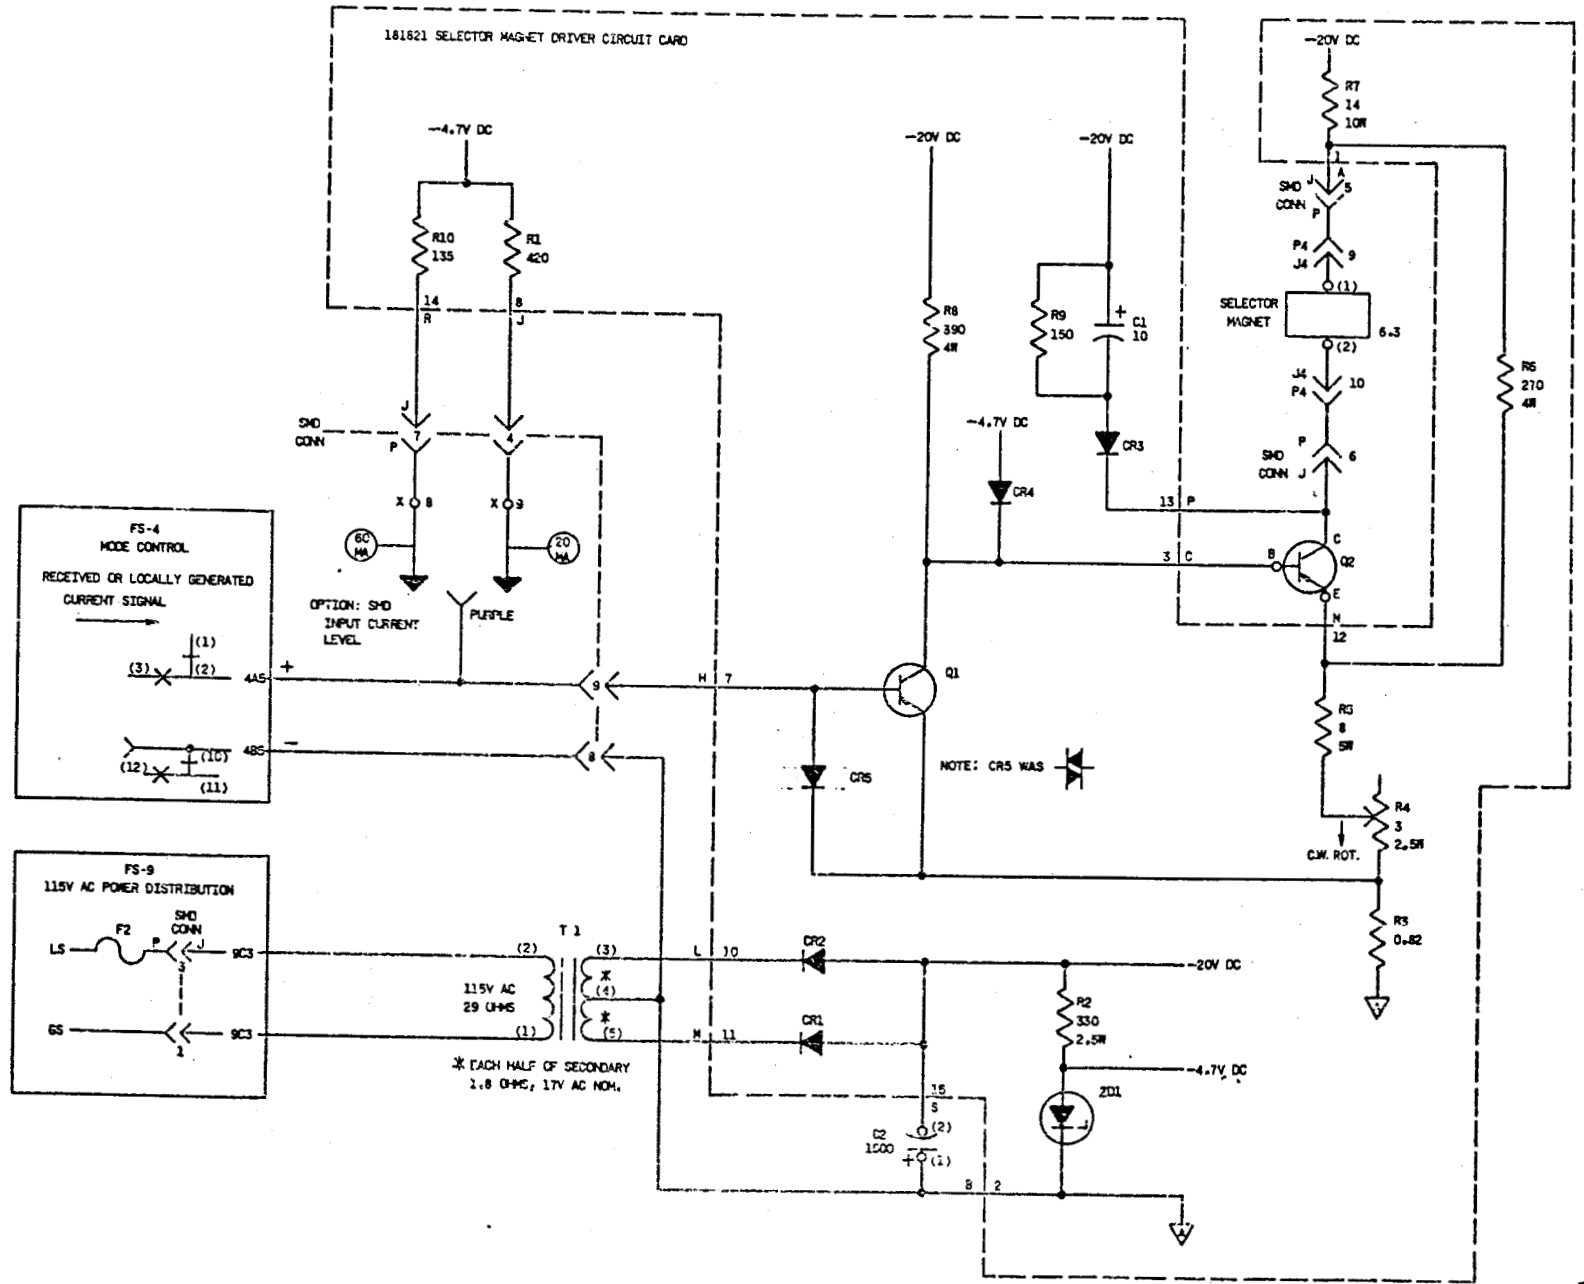 181821 SELECTOR MAGNET DRIVER CIRCUIT CARD
-20V DC
R7
14
10W
-4.7V DC
-20V DC
-20V DC
1
A
J
5
SMD
CONN
P
R10
135
R1
420
P4
J4
9
(1)
14
R
8
J
R8
390
4W
R9
150
+
C1
10
SELECTOR
MAGNET
6.3
(2)
R6
270
4W
J4
P4
10
J
SMD
CONN
7
P
4
-4.7V DC
CR3
P
SMD
CONN
J
6
L
CR4
13 P
X 8
X 9
FS-4
MODE CONTROL
RECEIVED OR LOCALLY GENERATED
CURRENT SIGNAL
60
MA
20
MA
3 C
B
C
Q2
E
OPTION: SMD
INPUT CURRENT
LEVEL
PURPLE
N
12
(1)
(3)
(2)
4A5
+
9
H 7
Q1
R5
8
5W
(10)
4B5
-
8
(12)
(11)
CR5
NOTE: CR5 WAS
R4
3
2.5W
C.W. ROT.
FS-9
115V AC POWER DISTRIBUTION
F2
SMD
CONN
LS
P
J
9C3
3
GS
1
9C3
R3
0.82
T 1
(2)
(3)
L 10
CR2
-20V DC
*
115V AC
29 OHMS
(4)
*
(1)
(5)
M 11
CR1
R2
330
2.5W
* EACH HALF OF SECONDARY
1.8 OHMS, 17V AC NOM.
-4.7V DC
15
S
ZD1
C2
1500
(2)
+
(1)
B 2